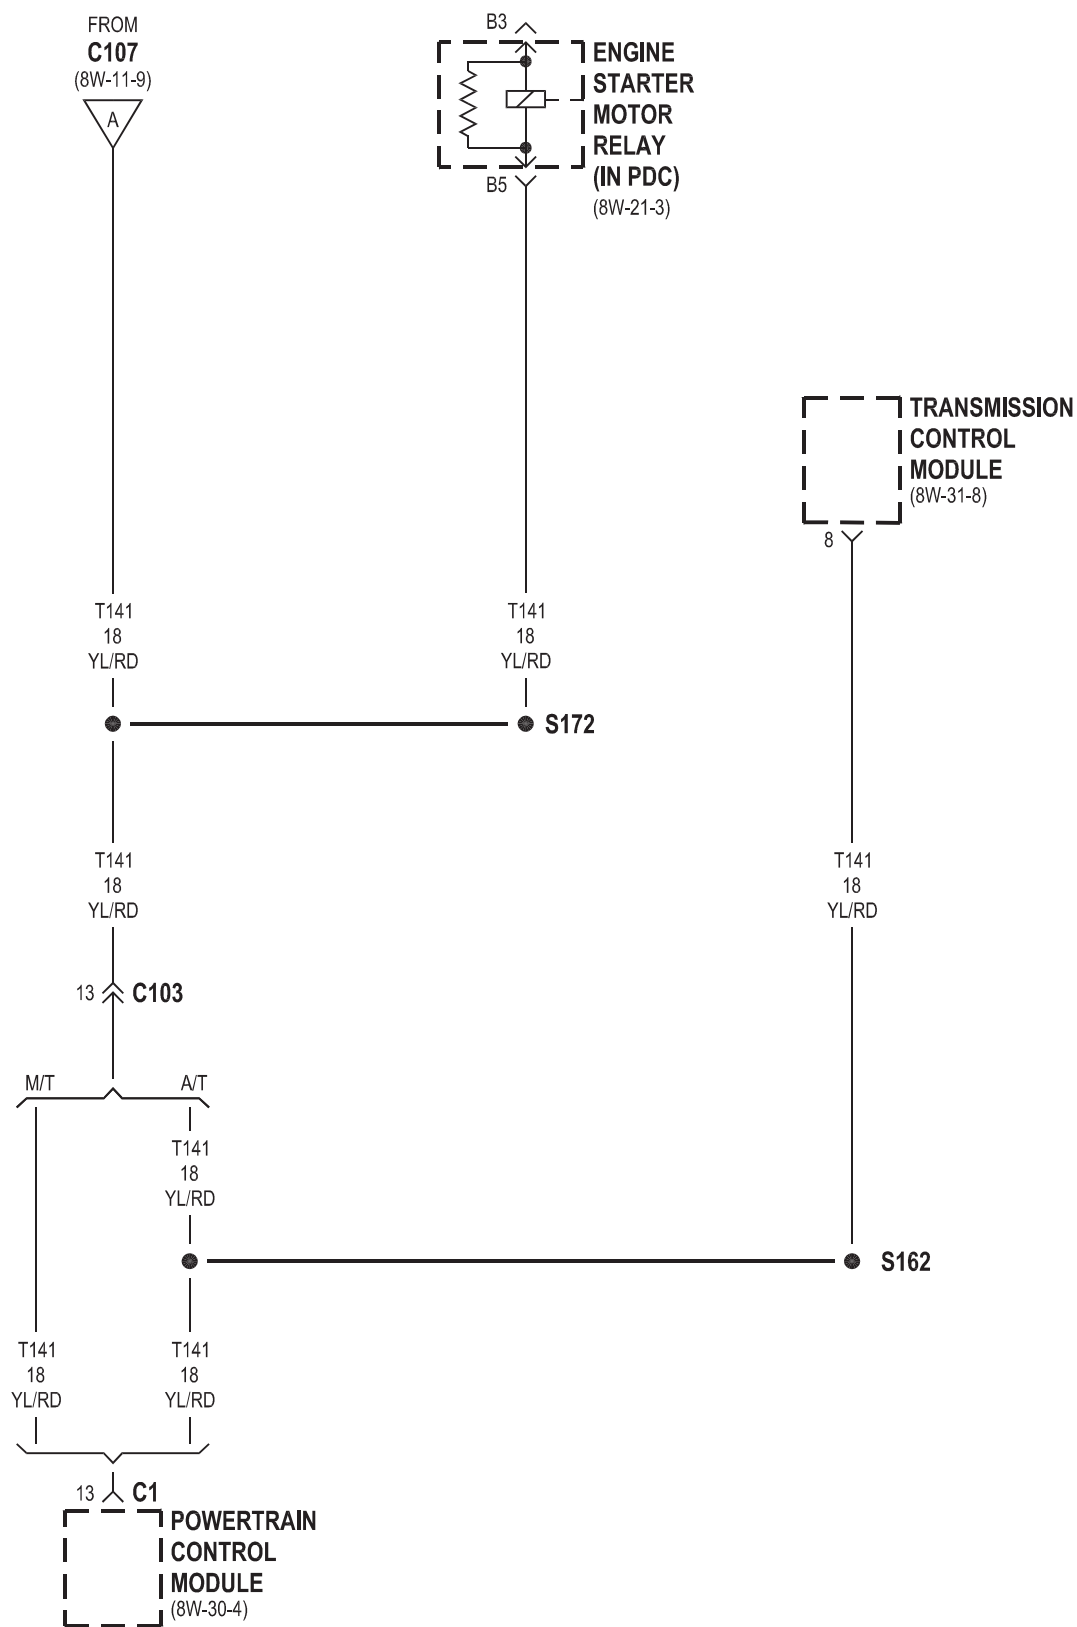 FROM
C107
(8W-11-9)
A
B3
ENGINE
STARTER
MOTOR
RELAY
(IN PDC)
(8W-21-3)
B5
TRANSMISSION
CONTROL
MODULE
(8W-31-8)
8
T141
18
YL/RD
T141
18
YL/RD
S172
T141
18
YL/RD
T141
18
YL/RD
13
C103
M/T
A/T
T141
18
YL/RD
S162
T141
18
YL/RD
T141
18
YL/RD
13
C1
POWERTRAIN
CONTROL
MODULE
(8W-30-4)